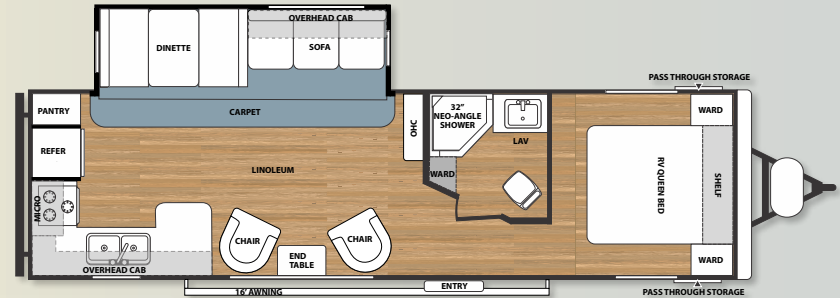 OVERHEAD CAB
DINETTE
SOFA
PASS THROUGH STORAGE
PANTRY
CARPET
OHC
32”
NEO-ANGLE
SHOWER
LAV
WARD
REFER
LINOLEUM
WARD
RV QUEEN BED
SHELF
MICRO
CHAIR
END
TABLE
CHAIR
WARD
OVERHEAD CAB
16’ AWNING
ENTRY
PASS THROUGH STORAGE